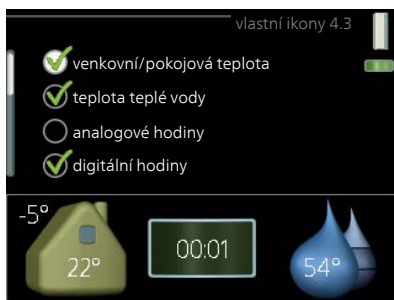 vlastní ikony 4.3
venkovní/pokojová teplota
teplota teplé vody
analogové hodiny
digitální hodiny
-5°
22°
00:01
54°